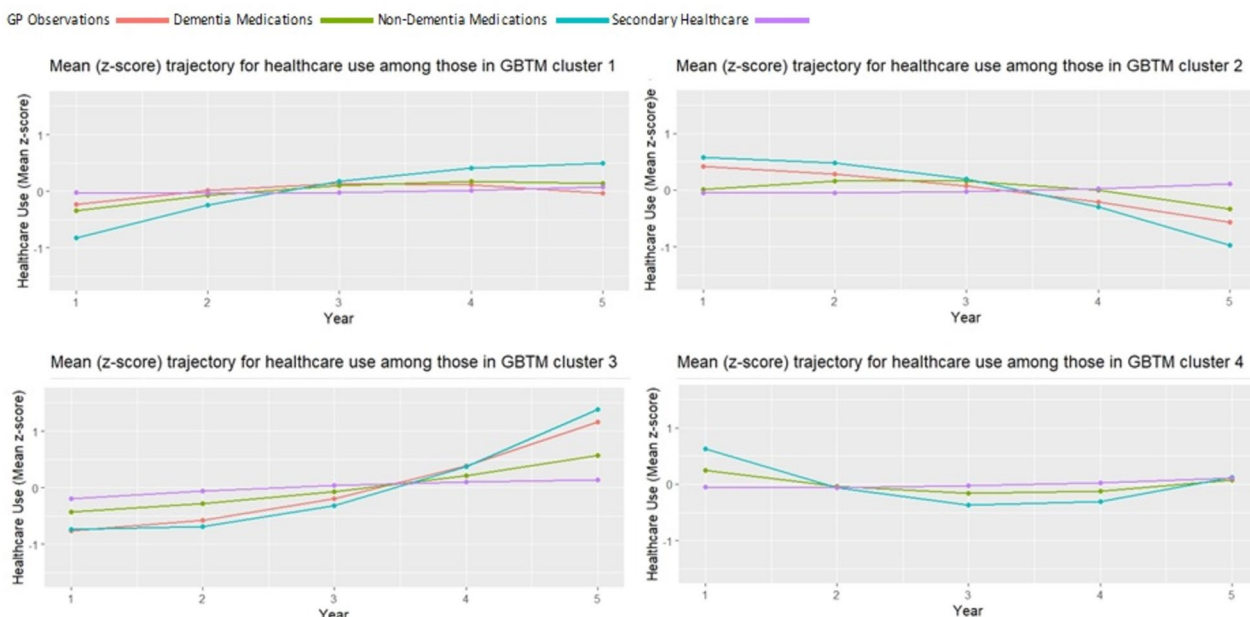 GP Observations Dementia Medications Non-Dementia Medications Secondary Healthcare
Mean (z-score) trajectory for healthcare use among those in GBTM cluster 1
Healthcare Use (Mean z-score)
1
0
-1
1 2 3 4 5
Year
Mean (z-score) trajectory for healthcare use among those in GBTM cluster 2
Healthcare Use (Mean z-score)e
1
0
-1
1 2 3 4 5
Year
Mean (z-score) trajectory for healthcare use among those in GBTM cluster 3
Healthcare Use (Mean z-score)
1
0
-1
1 2 3 4 5
Year
Mean (z-score) trajectory for healthcare use among those in GBTM cluster 4
Healthcare Use (Mean z-score)
1
0
-1
1 2 3 4 5
Year